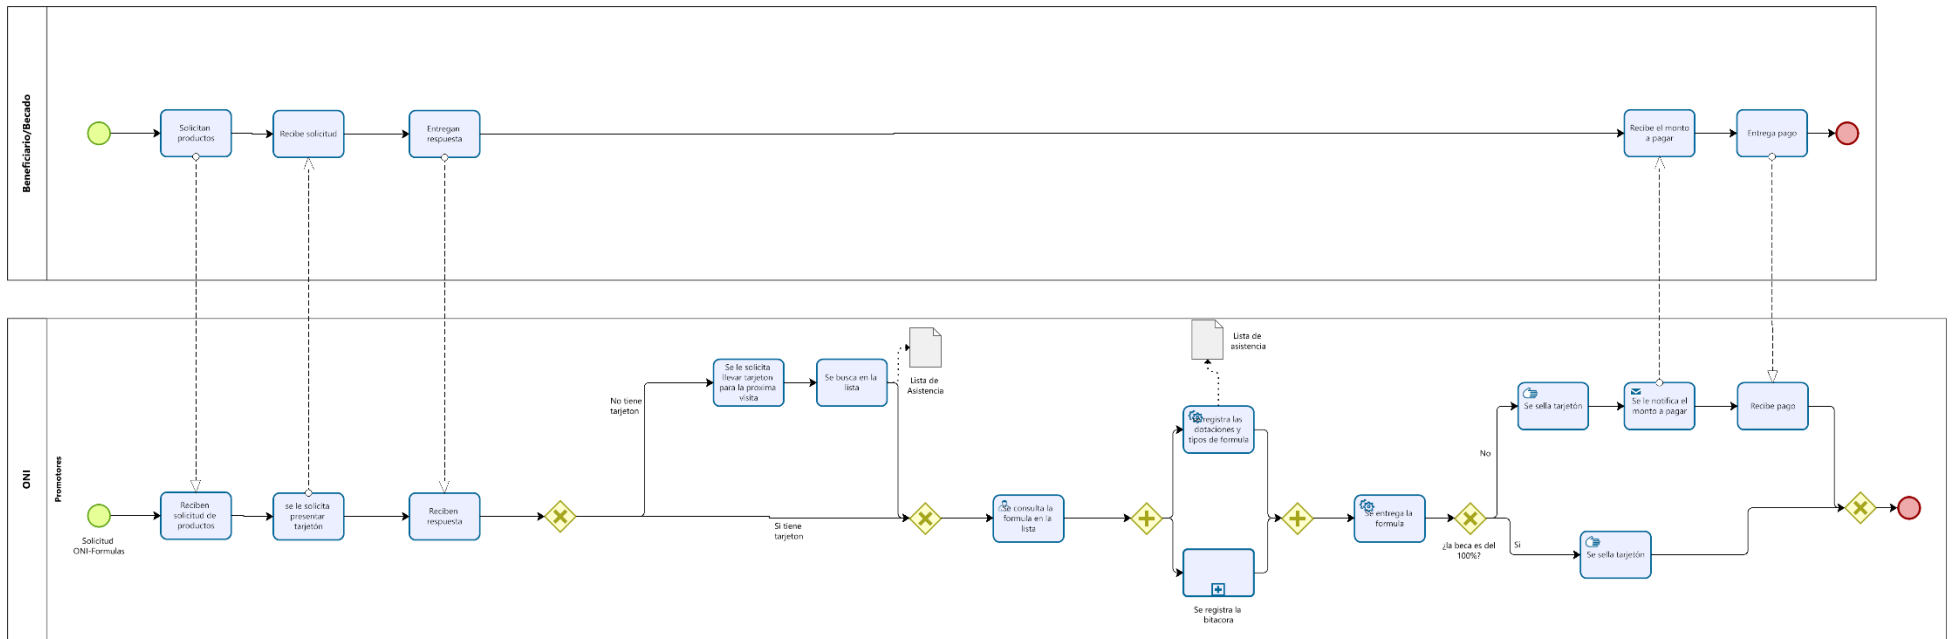 Beneficiario/Becado
Solicitan
productos
Recibe solicitud
Entregan
respuesta
Recibe el monto
a pagar
Entrega pago
ONI
Promotores
Solicitud
ONI-Formulas
Reciben
solicitud de
productos
se le solicita
presentar
tarjetón
Reciben
respuesta
No tiene
tarjeton
Si tiene
tarjeton
Se le solicita
llevar tarjeton
para la proxima
visita
Se busca en la
lista
Lista de
Asistencia
Se consulta la
formula en la
lista
Lista de
asistencia
registra las
dotaciones y
tipos de formula
Se registra la
bitacora
Se entrega la
formula
¿la beca es del
100%?
No
Si
Se sella tarjetón
Se le notifica el
monto a pagar
Recibe pago
Se sella tarjetón